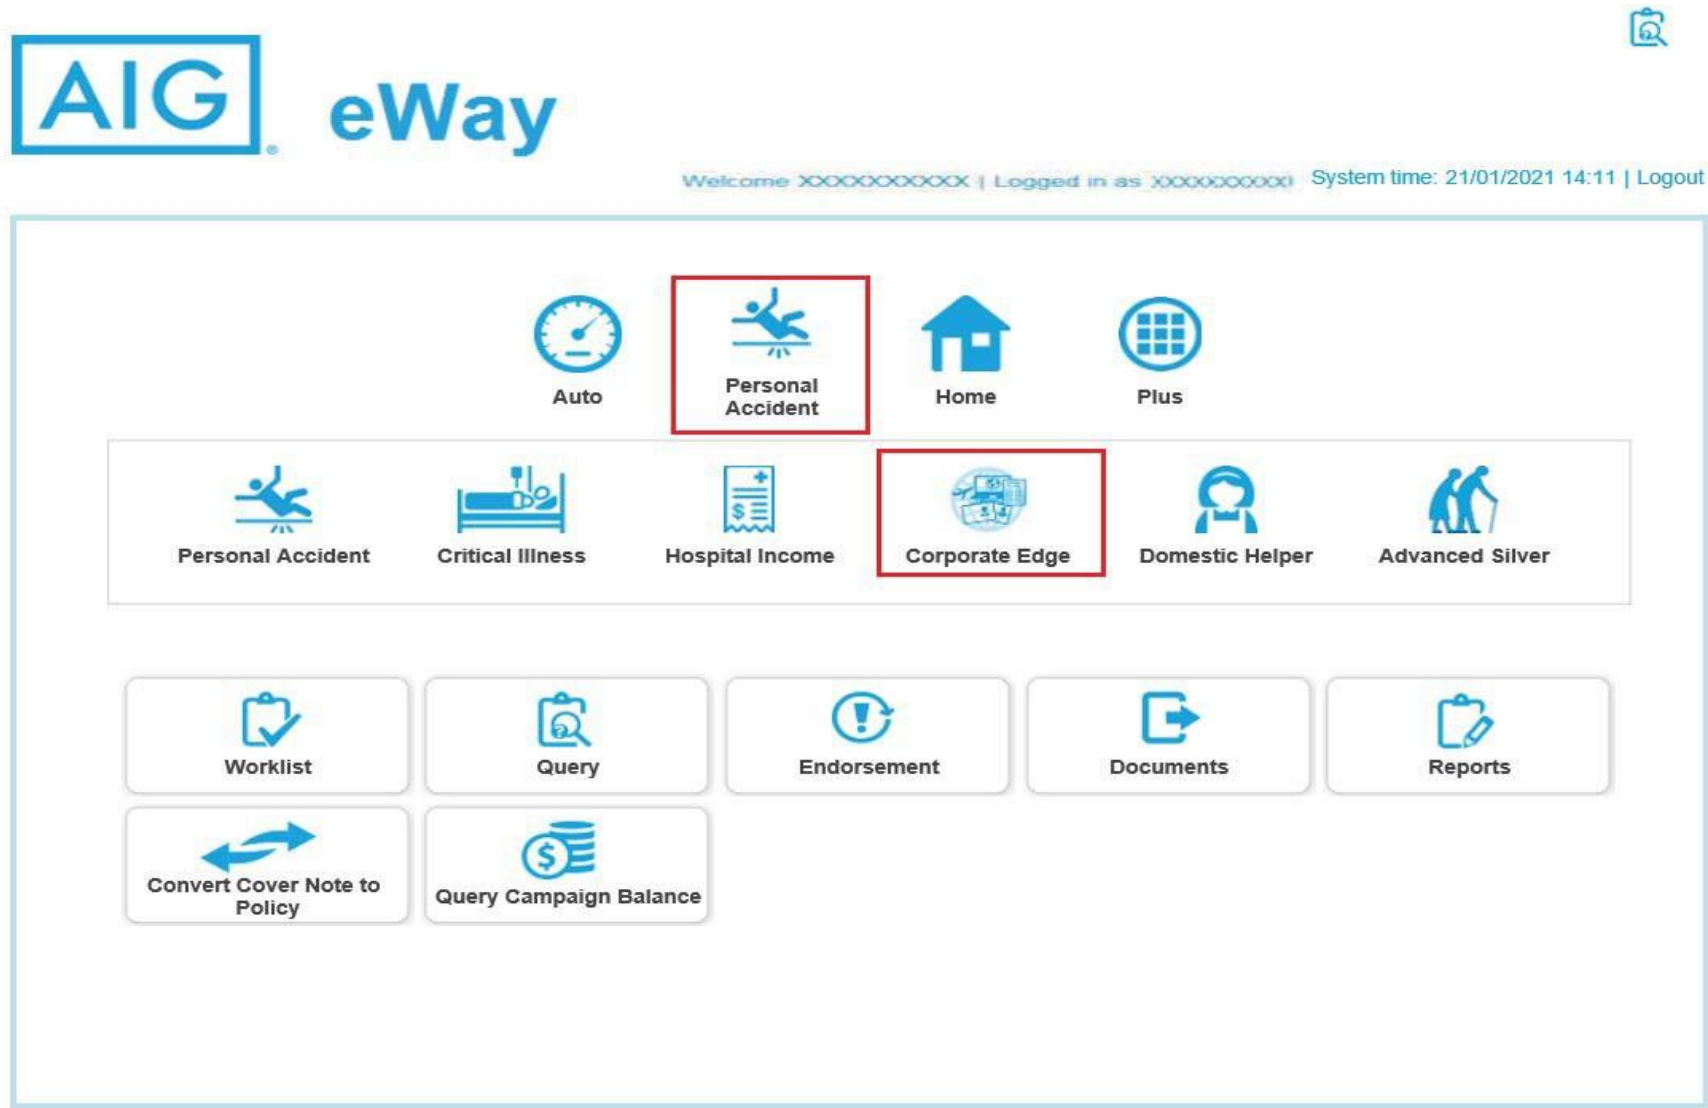 AIG
eWay
Welcome XXXXXXXXXX | Logged in as XXXXXXXXXX System time: 21/01/2021 14:11 | Logout
Auto
Personal
Accident
Home
Plus
Personal Accident
Critical Illness
Hospital Income
Corporate Edge
Domestic Helper
Advanced Silver
Worklist
Query
Endorsement
Documents
Reports
Convert Cover Note to
Policy
Query Campaign Balance